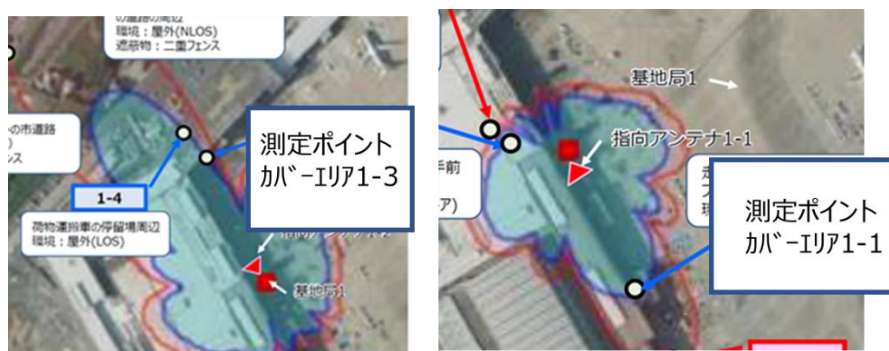 の道路の周辺
環境：屋外(NLOS)
遮蔽物：二重フェンス
の市道路
測定ポイント
ｶﾊﾞｰｴﾘｱ1-3
1-4
荷物運搬車の停留場周辺
環境：屋外(LOS)
基地局1
基地局1
指向アンテナ1-1
手前
測定ポイント
ｶﾊﾞｰｴﾘｱ1-1